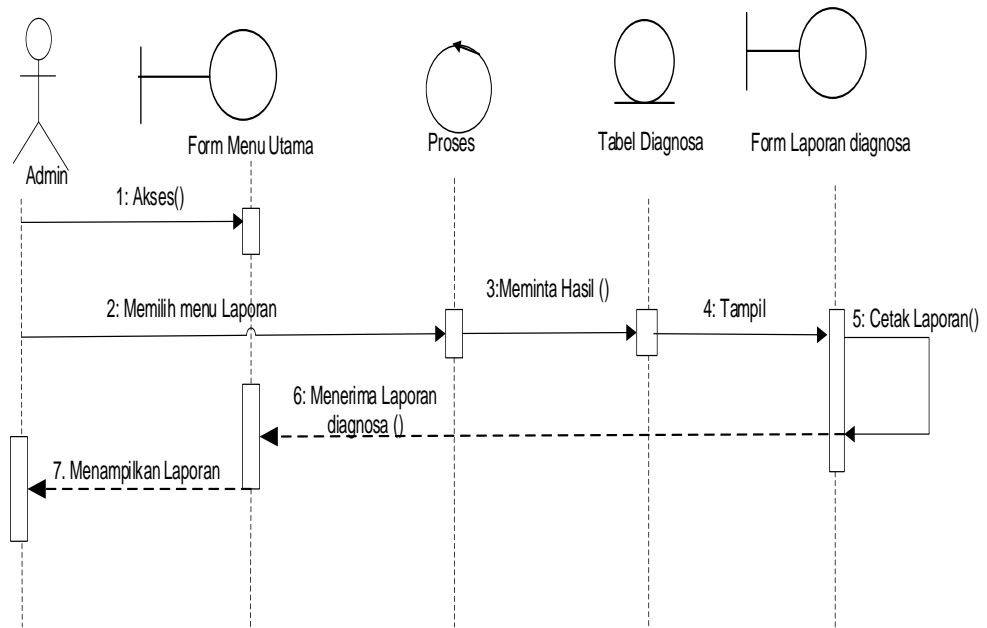 Form Menu Utama
Proses
Tabel Diagnosa
Form Laporan diagnosa
Admin
1: Akses()
2: Memilih menu Laporan
3:Meminta Hasil ()
4: Tampil
5: Cetak Laporan()
6: Menerima Laporan
diagnosa ()
7. Menampilkan Laporan